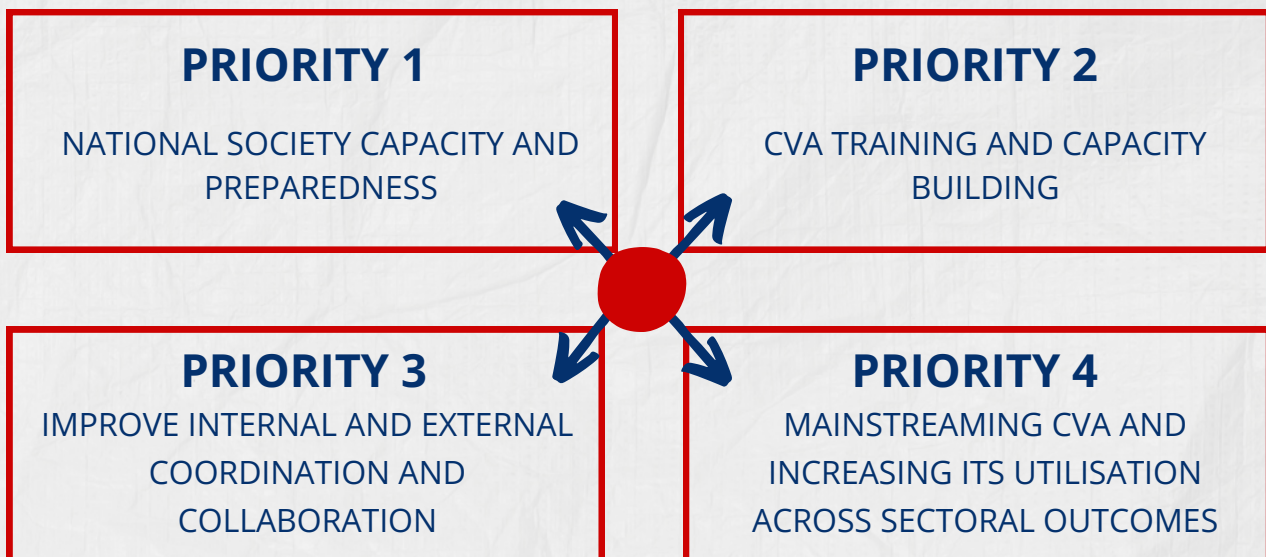 PRIORITY 1
NATIONAL SOCIETY CAPACITY AND
PREPAREDNESS
PRIORITY 2
CVA TRAINING AND CAPACITY
BUILDING
PRIORITY 3
IMPROVE INTERNAL AND EXTERNAL
COORDINATION AND
COLLABORATION
PRIORITY 4
MAINSTREAMING CVA AND
INCREASING ITS UTILISATION
ACROSS SECTORAL OUTCOMES